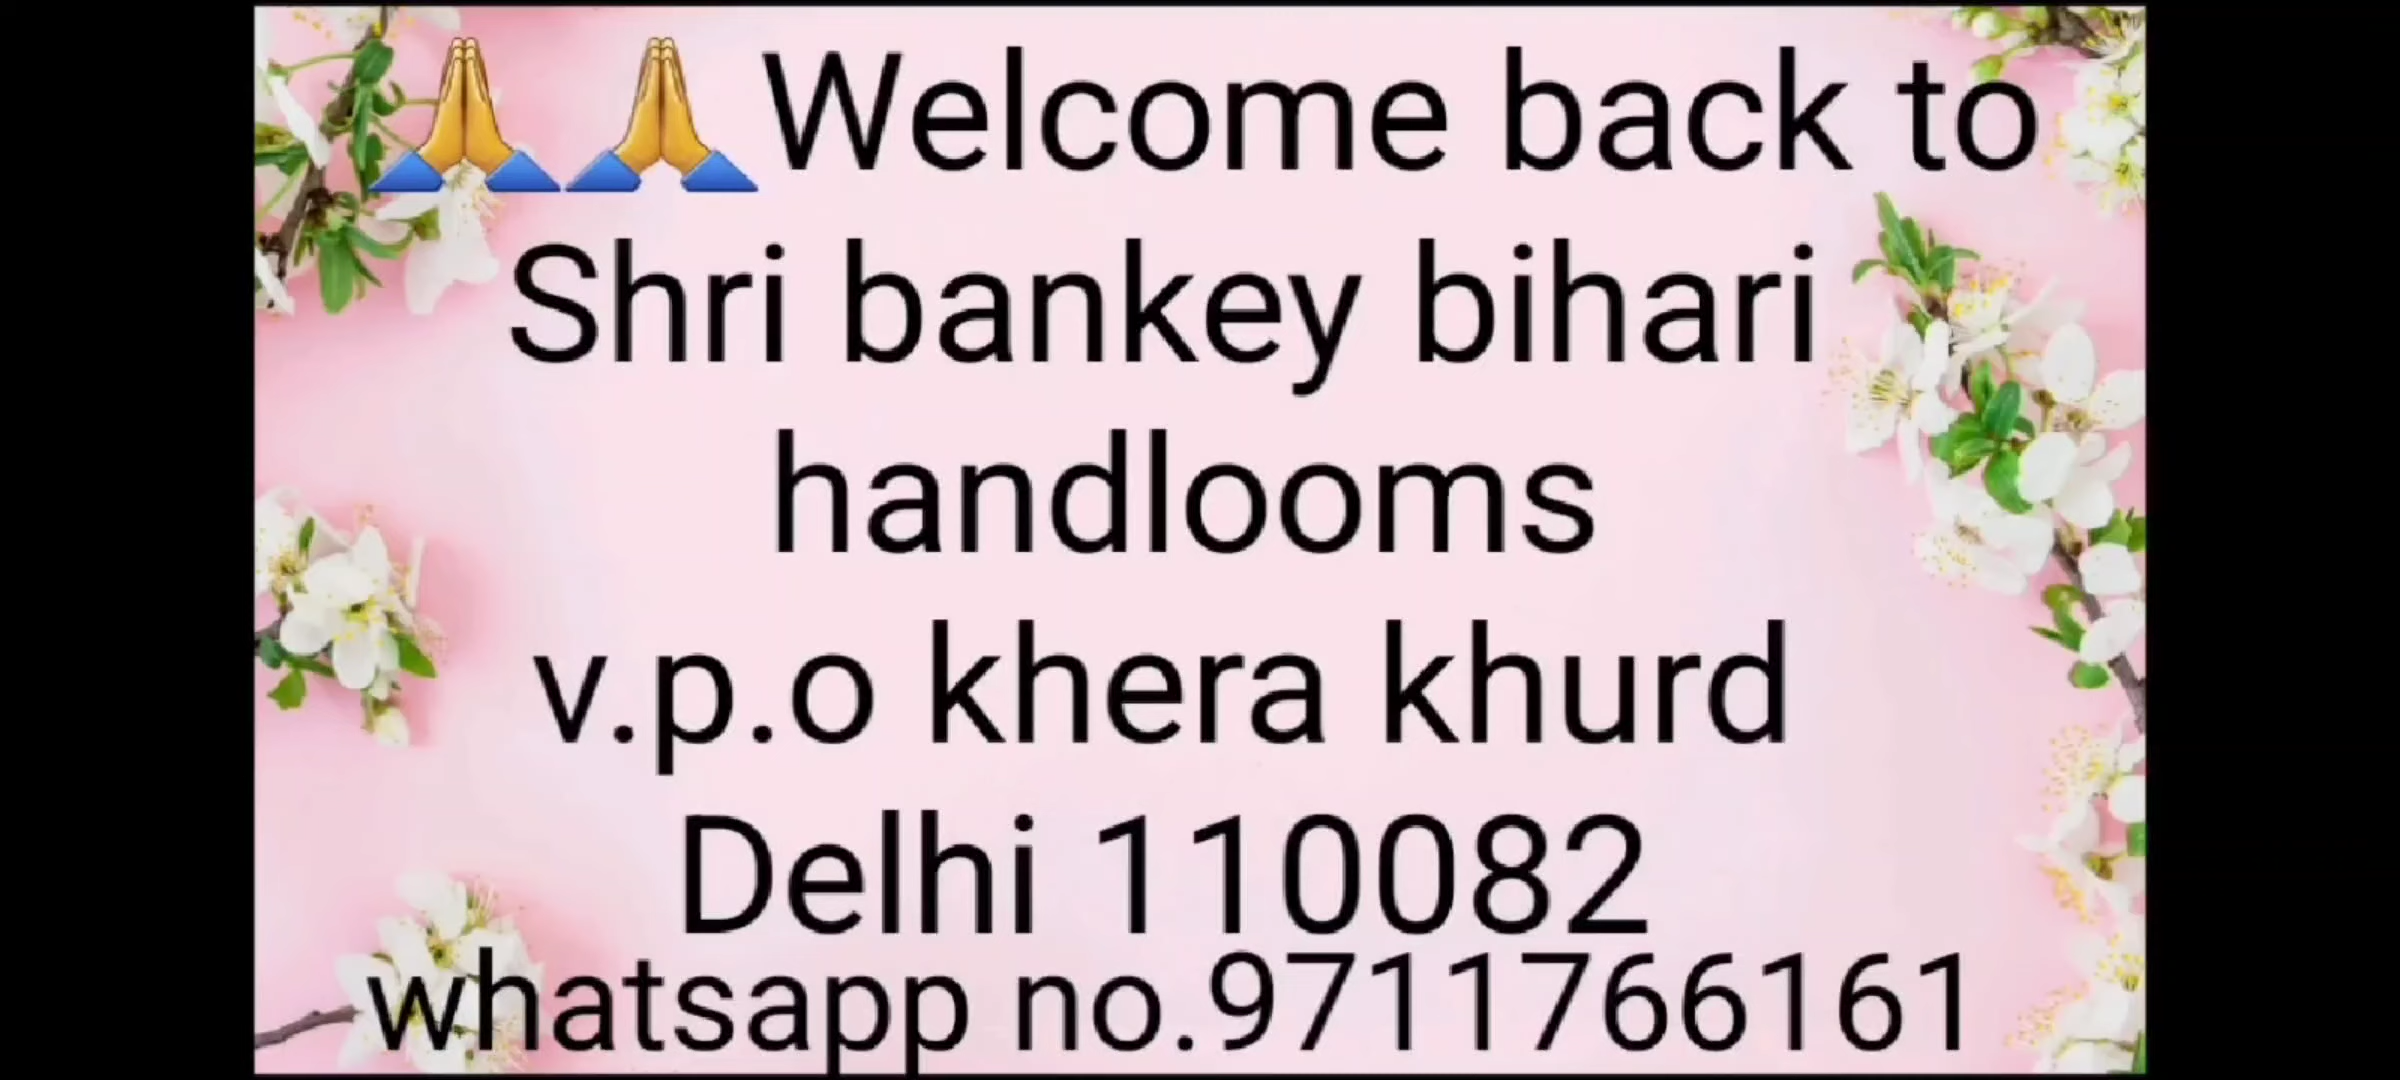 🙏🙏Welcome back to
Shri bankey bihari
handlooms
v.p.o khera khurd
Delhi 110082
whatsapp no.9711766161